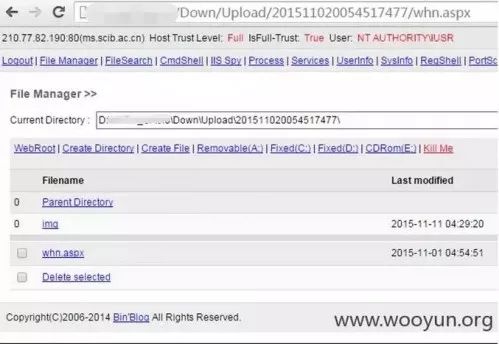 /Down/Upload/201511020054517477/whn.aspx
210.77.82.190:80(ms.scib.ac.cn) Host Trust Level: Full IsFull-Trust: True User: NT AUTHORITY\IUSR
Logout | File Manager | FileSearch | CmdShell | IIS Spy | Process | Services | UserInfo | SysInfo | RegShell | PortSc
File Manager >>
Current Directory : D:\Down\Upload\201511020054517477\
WebRoot | Create Directory | Create File | Removable(A:) | Fixed(C:) | Fixed(D:) | CDRom(E:) | Kill Me
Filename Last modified
0 Parent Directory
0 img 2015-11-11 04:29:20
whn.aspx 2015-11-01 04:54:51
Delete selected
Copyright(C)2006-2014 Bin'Blog All Rights Reserved.
www.wooyun.org